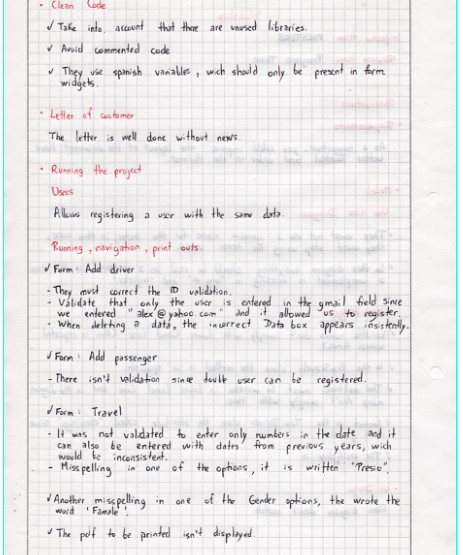 • Clean Code
✓ Take into account that there are unused libraries.
✓ Avoid commented code
✓ They use spanish variables, wich should only be present in form
widgets.
• Letter of customer
The letter is well done without news.
• Running the project
Users
Allows registering a user with the same data.
Running, navigation, print outs.
✓ Form: Add driver
- They must correct the ID validation.
- Validate that only the user is entered in the gmail field since
we entered "alex@yahoo.com" and it allowed us to register.
- When deleting a data, the incorrect Data box appears insistently.
✓ Form: Add passenger
- There isn't validation since double user can be registered.
✓ Form: Travel
- It was not validated to enter only numbers in the date and it
can also be entered with dates from previous years, wich
would be inconsistent.
- Misspelling in one of the options, it is written "Presio".
✓ Another misspelling in one of the Gender options, the wrote the
word 'Famale'.
✓ The pdf to be printed isn't displayed.